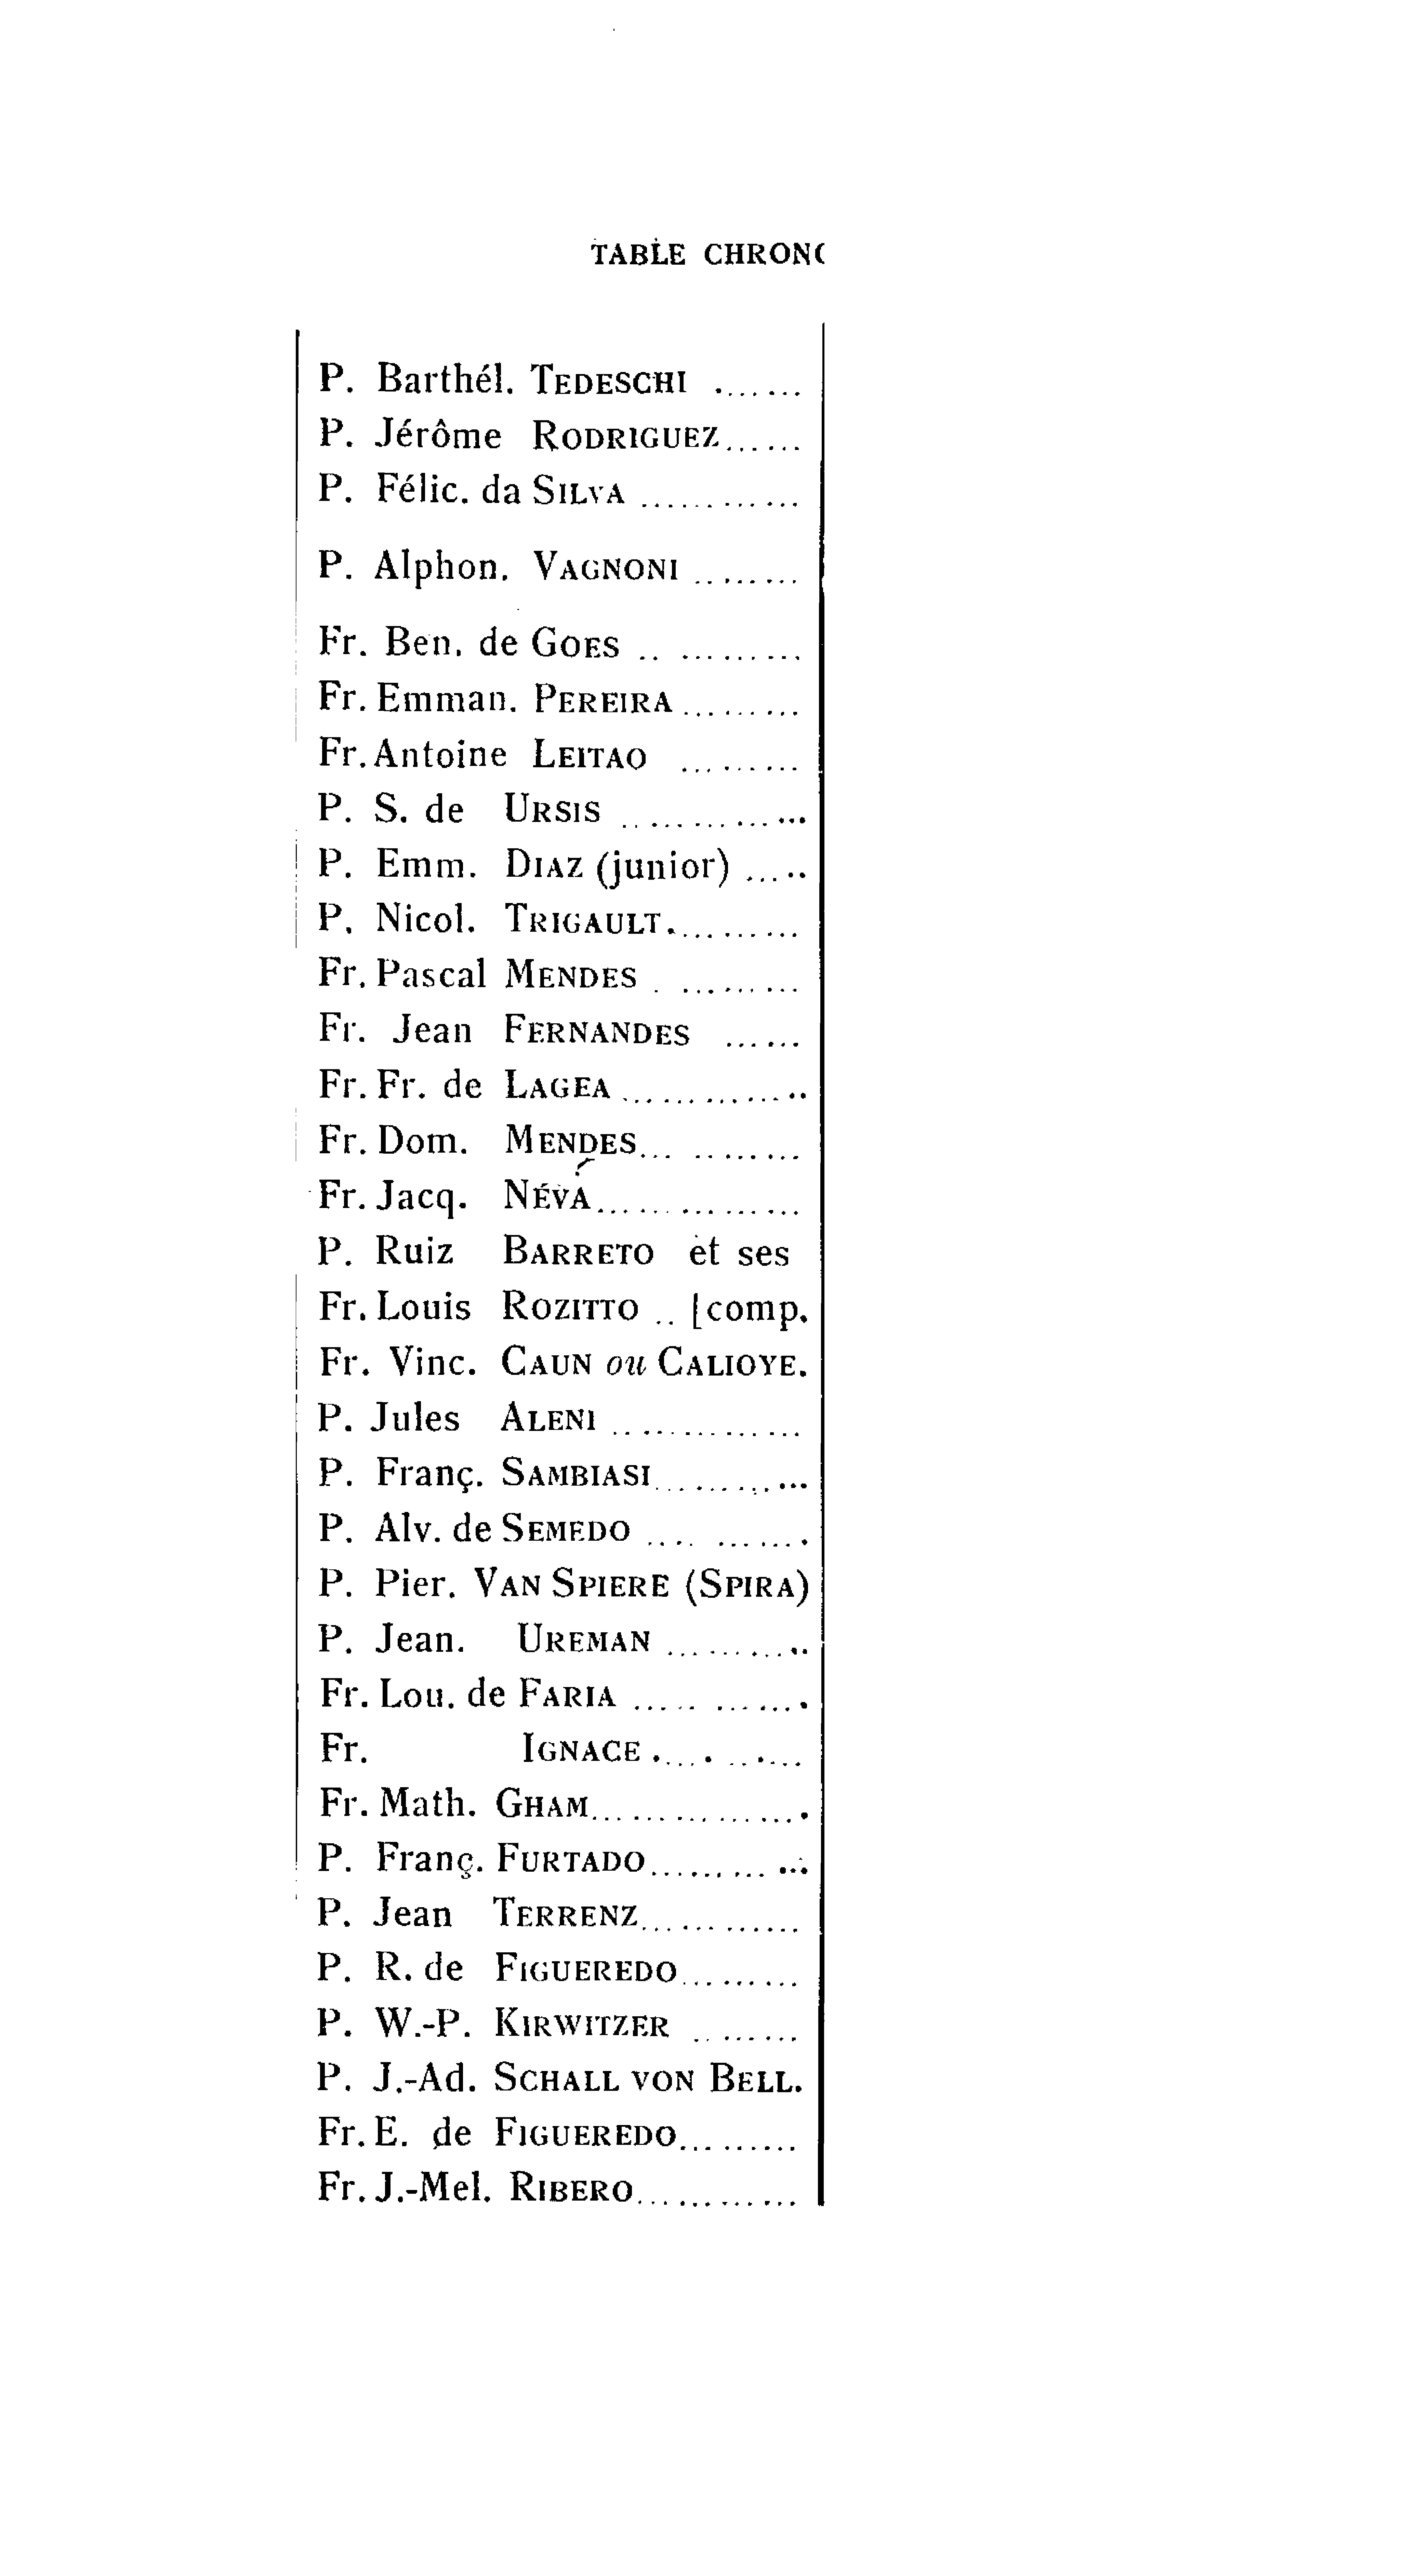 TABLE CHRON
P. Barthél. TEDESCHI .......
P. Jérôme RODRIGUEZ......
P. Félic. da SILVA ............
P. Alphon. VAGNONI ........
Fr. Ben. de GOES .. .........
Fr. Emman. PEREIRA .........
Fr. Antoine LEITAO .........
P. S. de URSIS .............
P. Emm. DIAZ (junior) .....
P. Nicol. TRIGAULT..........
Fr. Pascal MENDES . .........
Fr. Jean FERNANDES ......
Fr. Fr. de LAGEA ..............
Fr. Dom. MENDES... ........
Fr. Jacq. NÉVA..............
P. Ruiz BARRETO et ses
Fr. Louis ROZITTO .. [comp.
Fr. Vinc. CAUN ou CALIOYE.
P. Jules ALENI ..............
P. Franç. SAMBIASI...........
P. Alv. de SEMEDO .... .......
P. Pier. VAN SPIERE (SPIRA)
P. Jean. UREMAN ...........
Fr. Lou. de FARIA ..... .......
Fr. IGNACE ..... ......
Fr. Math. GHAM................
P. Franç. FURTADO......... ...
P. Jean TERRENZ............
P. R. de FIGUEREDO.........
P. W.-P. KIRWITZER ........
P. J.-Ad. SCHALL VON BELL.
Fr. E. de FIGUEREDO.........
Fr. J.-Mel. RIBERO............